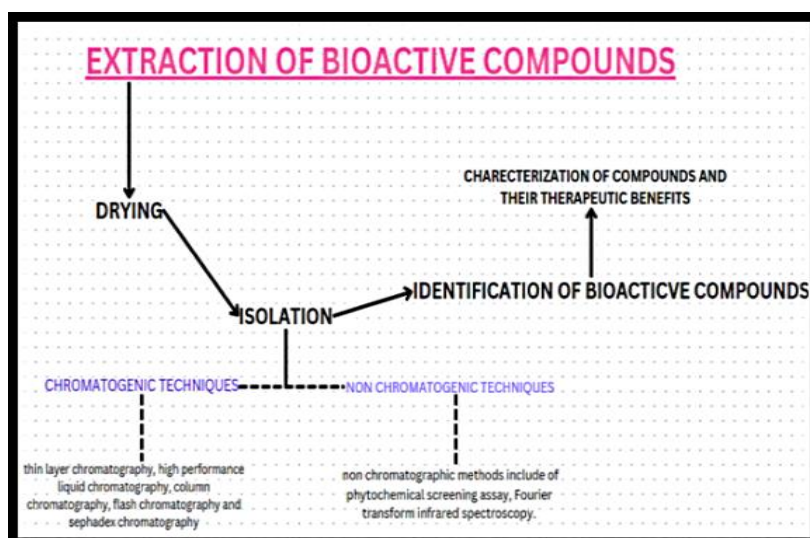 EXTRACTION OF BIOACTIVE COMPOUNDS
CHARECTERIZATION OF COMPOUNDS AND
THEIR THERAPEUTIC BENEFITS
DRYING
IDENTIFICATION OF BIOACTICVE COMPOUNDS
ISOLATION
CHROMATOGENIC TECHNIQUES
NON CHROMATOGENIC TECHNIQUES
thin layer chromatography, high performance
liquid chromatography, column
chromatography, flash chromatography and
sephadex chromatography
non chromatographic methods include of
phytochemical screening assay, Fourier
transform infrared spectroscopy.